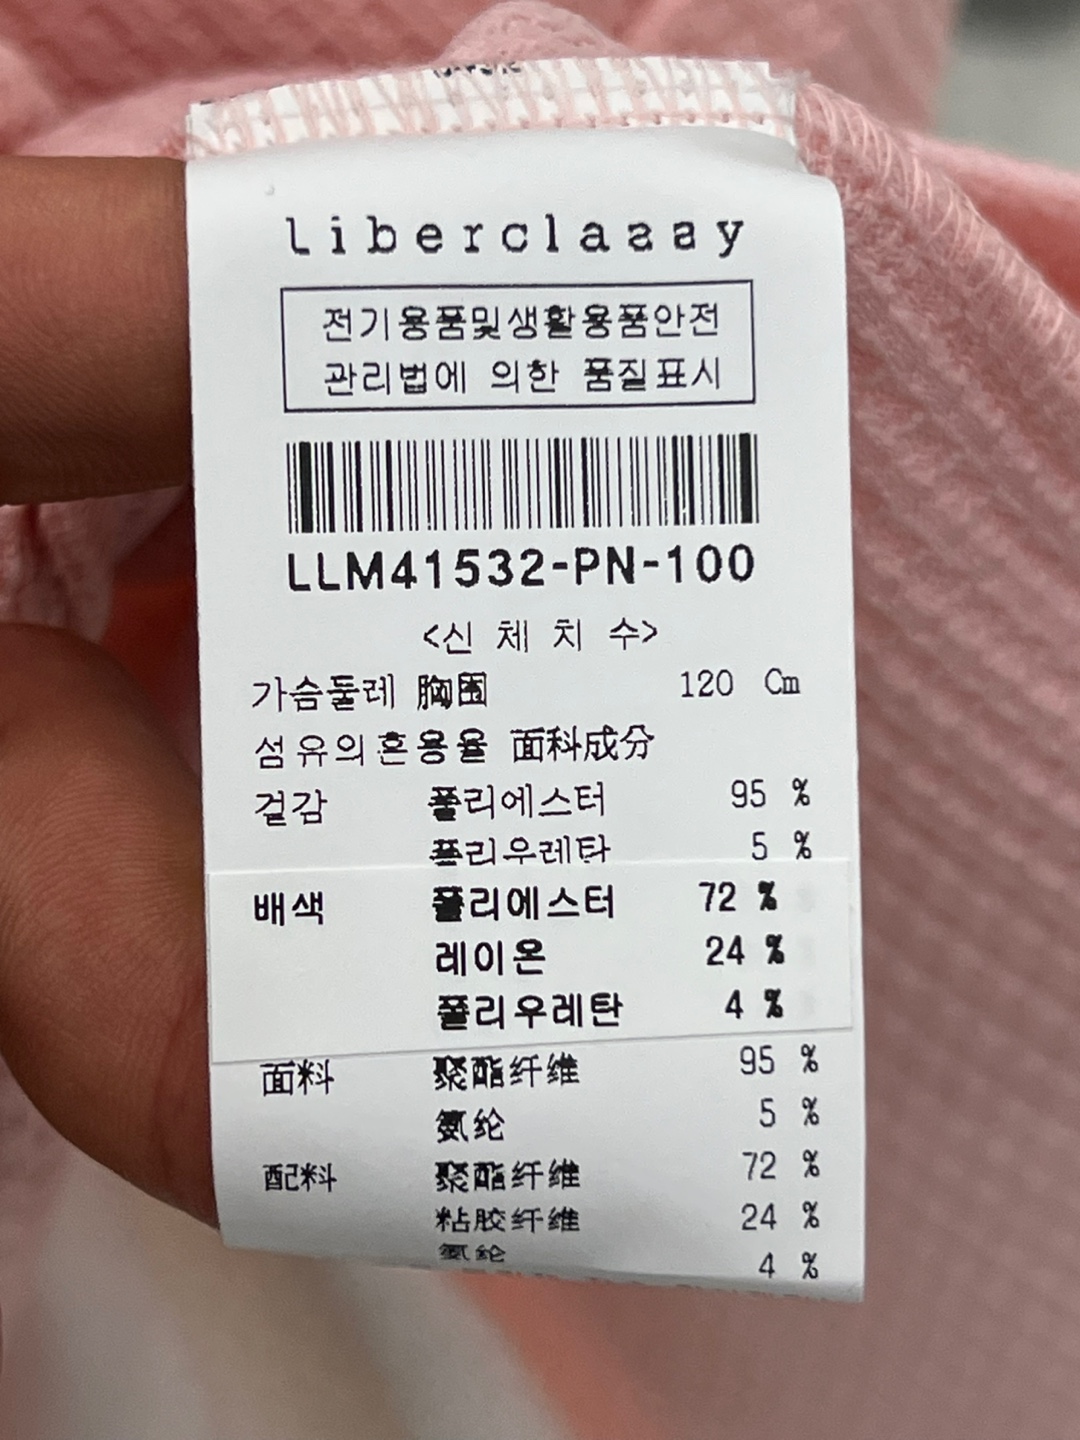 Liberclassy
전기용품및생활용품안전
관리법에 의한 품질표시
LLM41532-PN-100
<신 체 치 수>
가슴둘레 胸围 120 Cm
섬유의혼용율 面料成分
겉감 폴리에스터 95 %
폴리우레탄 5 %
배색 폴리에스터 72 %
레이온 24 %
폴리우레탄 4 %
面料 聚酯纤维 95 %
氨纶 5 %
配料 聚酯纤维 72 %
粘胶纤维 24 %
氨纶 4 %